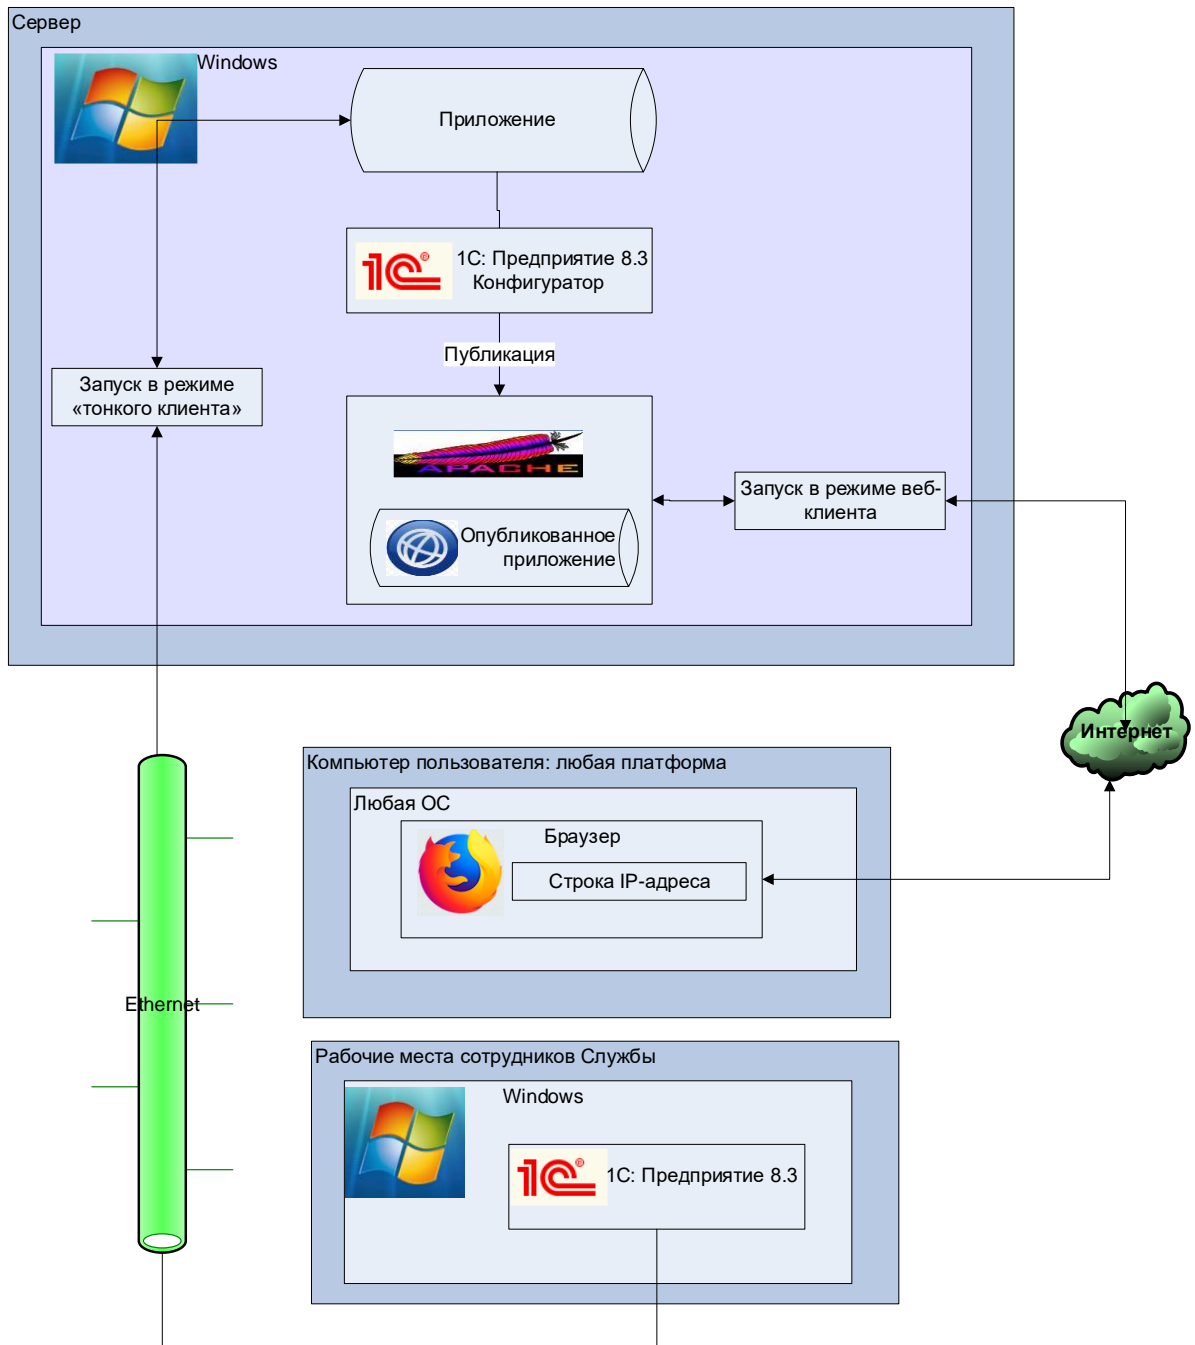 Сервер
Windows
Приложение
1С: Предприятие 8.3
Конфигуратор
Публикация
Запуск в режиме
«тонкого клиента»
APACHE
Запуск в режиме веб-
клиента
Опубликованное
приложение
Интернет
Компьютер пользователя: любая платформа
Любая ОС
Браузер
Строка IP-адреса
Ethernet
Рабочие места сотрудников Службы
Windows
1С: Предприятие 8.3